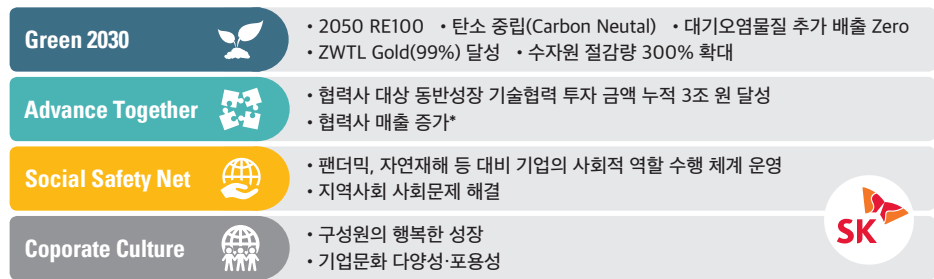 Green 2030
• 2050 RE100 • 탄소 중립(Carbon Neutal) • 대기오염물질 추가 배출 Zero
• ZWTL Gold(99%) 달성 • 수자원 절감량 300% 확대
Advance Together
• 협력사 대상 동반성장 기술협력 투자 금액 누적 3조 원 달성
• 협력사 매출 증가*
Social Safety Net
• 팬더믹, 자연재해 등 대비 기업의 사회적 역할 수행 체계 운영
• 지역사회 사회문제 해결
Coporate Culture
• 구성원의 행복한 성장
• 기업문화 다양성·포용성
SK